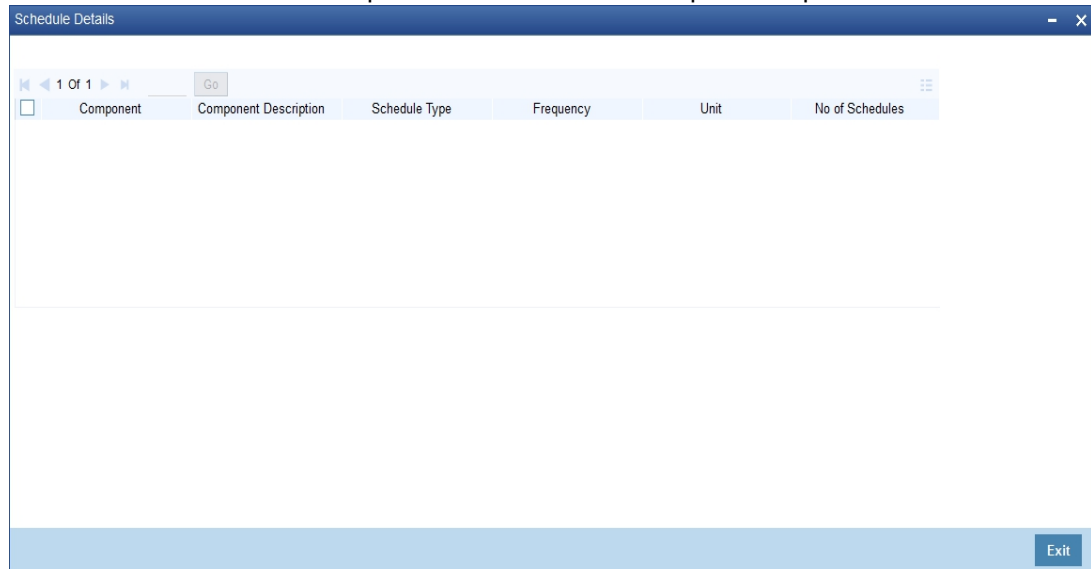 Schedule Details
1 Of 1 Go
Component Component Description Schedule Type Frequency Unit No of Schedules
Exit